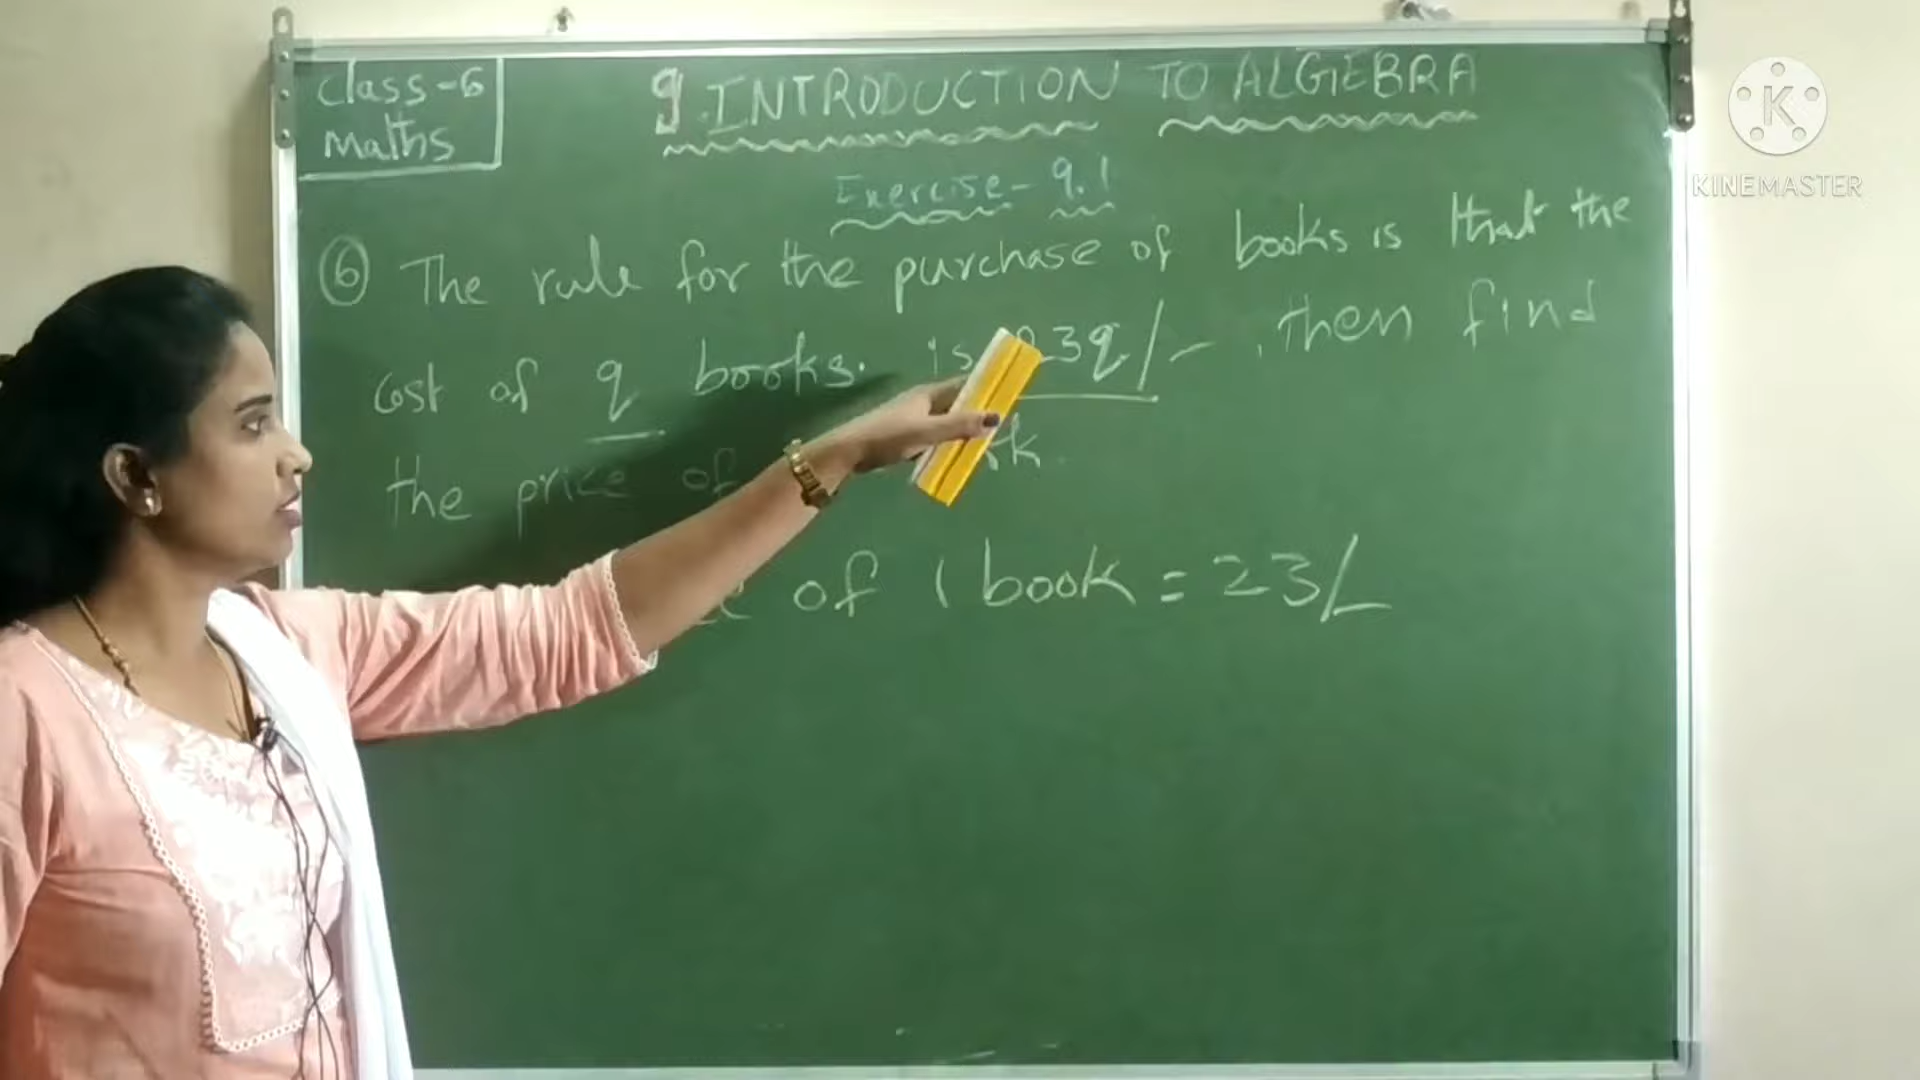 Class-6
Maths
9. INTRODUCTION TO ALGEBRA
Exercise - 9.1
6 The rule for the purchase of books is that the
cost of q books. is 23q/- , then find
the price of
of 1 book = 23/-
K
KINEMASTER